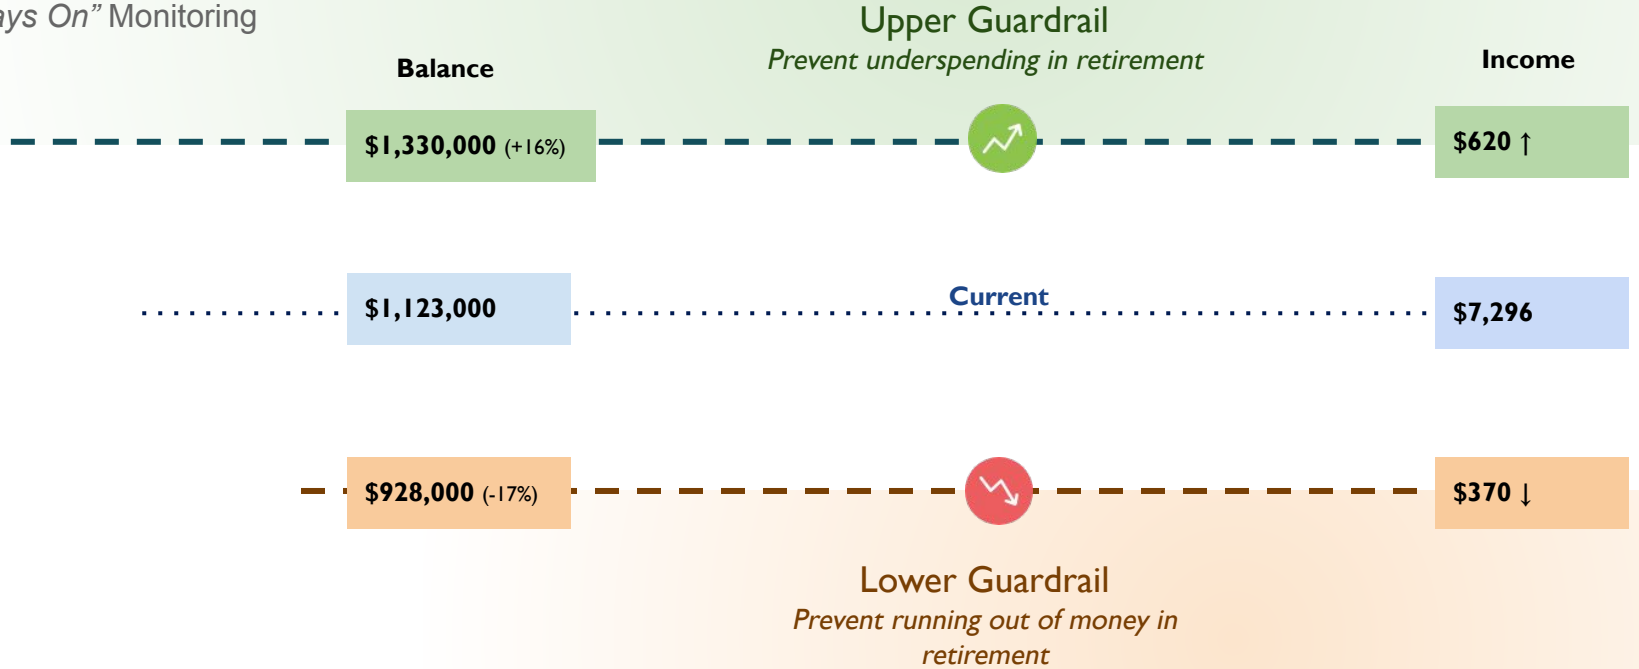 ays On” Monitoring
Upper Guardrail
Prevent underspending in retirement
Balance
Income
$1,330,000 (+16%)
$620 ↑
$1,123,000
Current
$7,296
$928,000 (-17%)
$370 ↓
Lower Guardrail
Prevent running out of money in
retirement